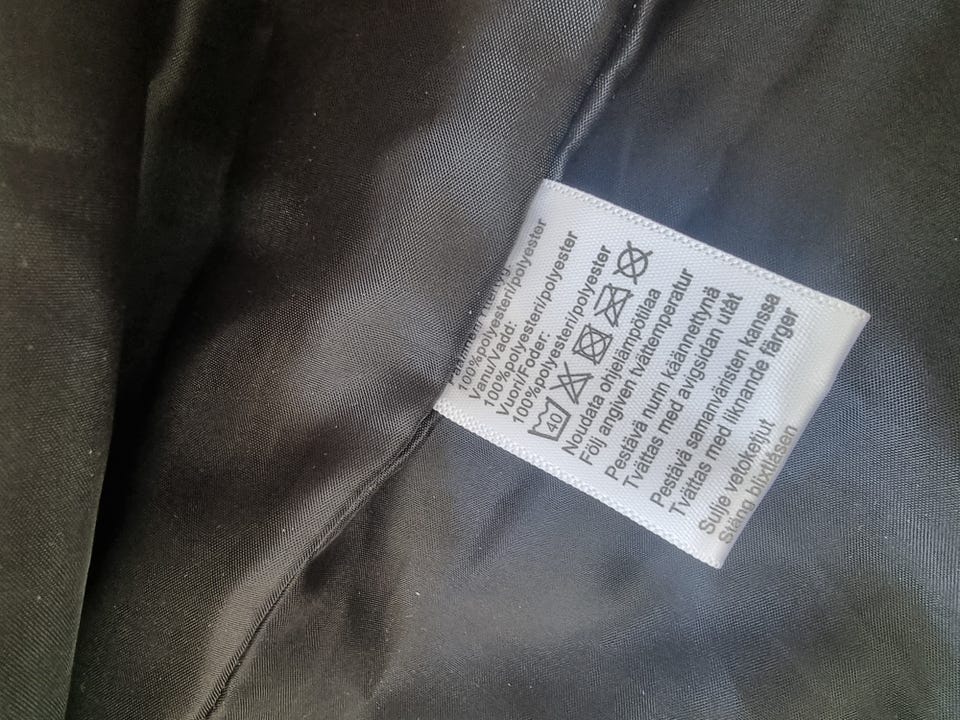 100%polyesteri/polyester
Vanu/Vadd:
100%polyesteri/polyester
Vuori/Foder:
100%polyesteri/polyester
40
Noudata ohjelämpötilaa
Följ angiven tvättemperatur
Pestävä nurin käännettynä
Tvättas med avigsidan utåt
Pestävä samanväristen kanssa
Tvättas med liknande färger
Sulje vetoketjut
Stäng blixtlåsen